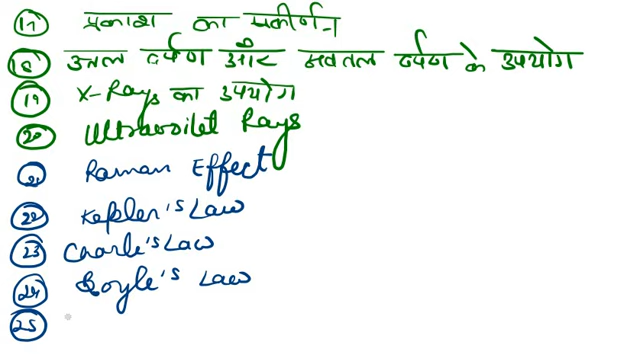 17 प्रकाश का प्रकीर्णन
18 उत्तल दर्पण और अवतल दर्पण के उपयोग
19 X-Rays का उपयोग
20 Ultravoilet Rays
21 Raman Effect
22 Kepler's Law
23 Charle's Law
24 Boyle's Law
25